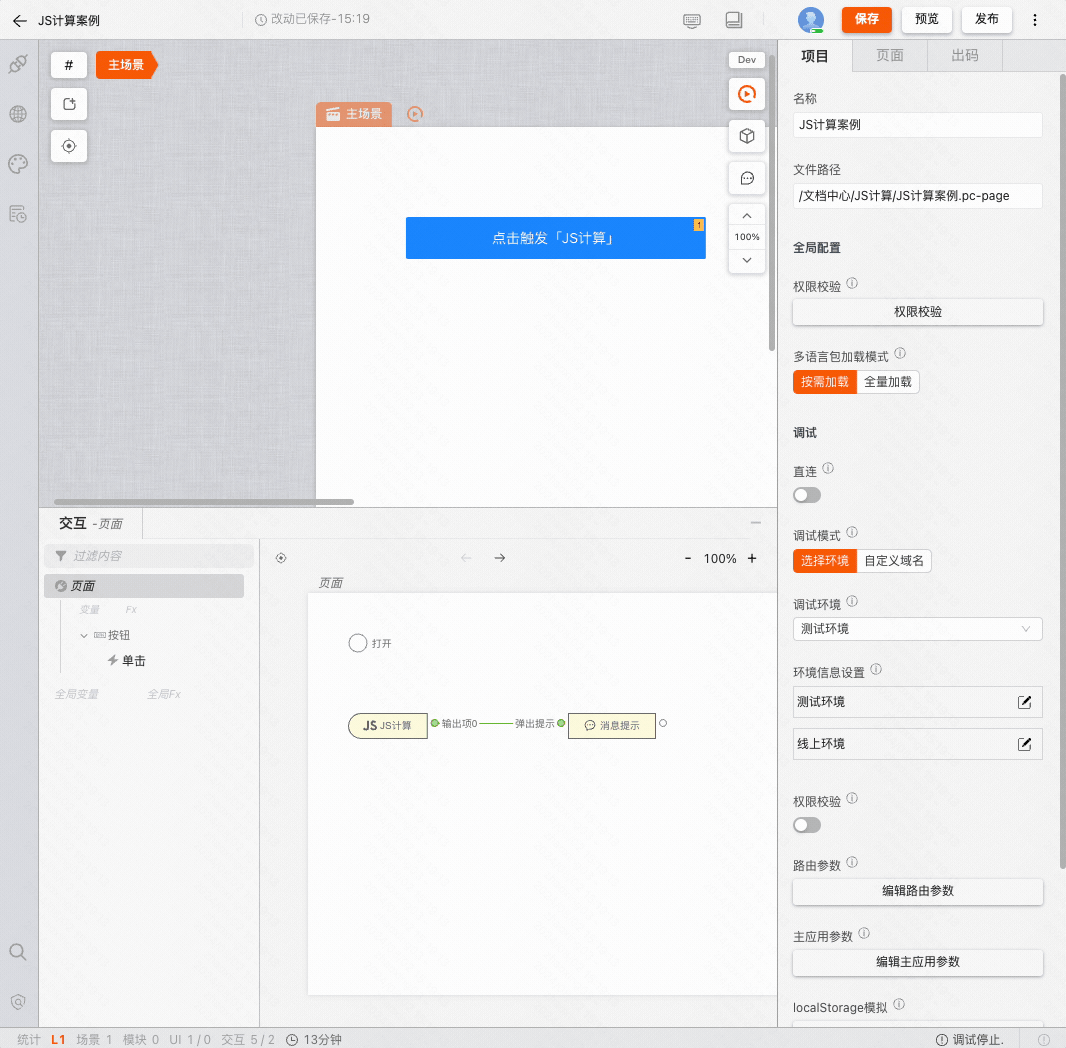 JS计算案例
改动已保存-15:19
保存
预览
发布
#
主场景
Dev
项目
页面
出码
主场景
点击触发「JS计算」
1
100%
名称
JS计算案例
文件路径
/文档中心/JS计算/JS计算案例.pc-page
全局配置
权限校验
权限校验
多语言包加载模式
按需加载
全量加载
调试
直连
调试模式
选择环境
自定义域名
调试环境
测试环境
环境信息设置
测试环境
线上环境
权限校验
路由参数
编辑路由参数
主应用参数
编辑主应用参数
localStorage模拟
交互 -页面
过滤内容
页面
变量
Fx
按钮
单击
全局变量
全局Fx
- 100% +
页面
打开
JS JS计算
输出项0
弹出提示
消息提示
统计 L1 场景 1 模块 0 UI 1 / 0 交互 5 / 2 13分钟
调试停止.